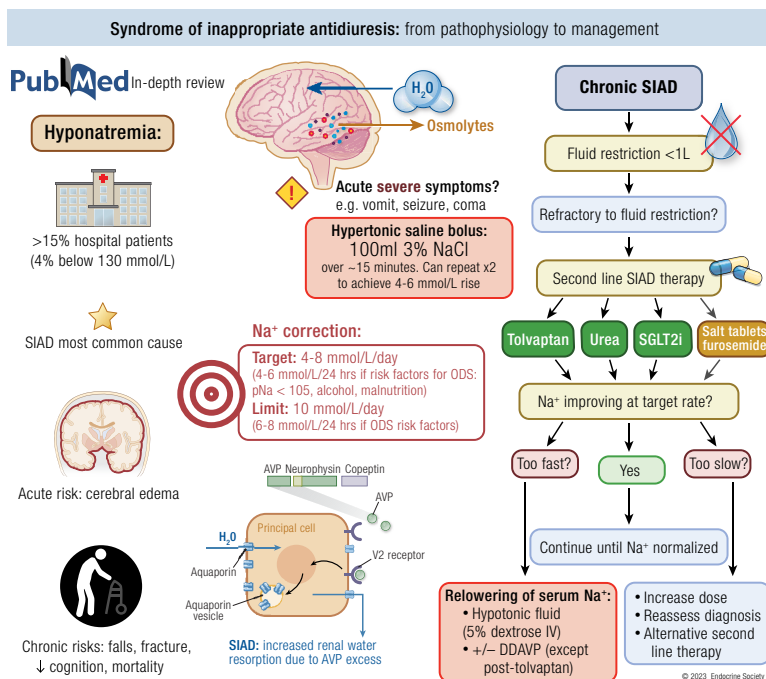 Syndrome of inappropriate antidiuresis: from pathophysiology to management
PubMed In-depth review
Hyponatremia:
>15% hospital patients
(4% below 130 mmol/L)
SIAD most common cause
Acute risk: cerebral edema
Chronic risks: falls, fracture,
↓ cognition, mortality
H₂O
Osmolytes
!
Acute severe symptoms?
e.g. vomit, seizure, coma
Hypertonic saline bolus:
100ml 3% NaCl
over ~15 minutes. Can repeat x2
to achieve 4-6 mmol/L rise
Na⁺ correction:
Target: 4-8 mmol/L/day
(4-6 mmol/L/24 hrs if risk factors for ODS:
pNa < 105, alcohol, malnutrition)
Limit: 10 mmol/L/day
(6-8 mmol/L/24 hrs if ODS risk factors)
AVP Neurophysin Copeptin
AVP
Principal cell
H₂O
V2 receptor
Aquaporin
Aquaporin
vesicle
SIAD: increased renal water
resorption due to AVP excess
Chronic SIAD
Fluid restriction <1L
Refractory to fluid restriction?
Second line SIAD therapy
Tolvaptan
Urea
SGLT2i
Salt tablets
furosemide
Na⁺ improving at target rate?
Too fast?
Yes
Too slow?
Continue until Na⁺ normalized
Relowering of serum Na⁺:
• Hypotonic fluid
(5% dextrose IV)
• +/– DDAVP (except
post-tolvaptan)
• Increase dose
• Reassess diagnosis
• Alternative second
line therapy
© 2023 Endocrine Society